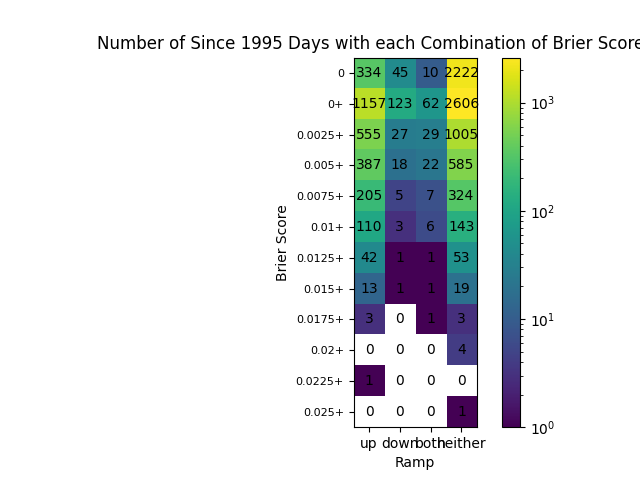 Number of Since 1995 Days with each Combination of Brier Score
0 334 45 10 2222
0+ 1157 123 62 2606
0.0025+ 555 27 29 1005
0.005+ 387 18 22 585
0.0075+ 205 5 7 324
0.01+ 110 3 6 143
0.0125+ 42 1 1 53
0.015+ 13 1 1 19
0.0175+ 3 0 1 3
0.02+ 0 0 0 4
0.0225+ 1 0 0 0
0.025+ 0 0 0 1
up down both neither
Ramp
Brier Score
10³
10²
10¹
10⁰